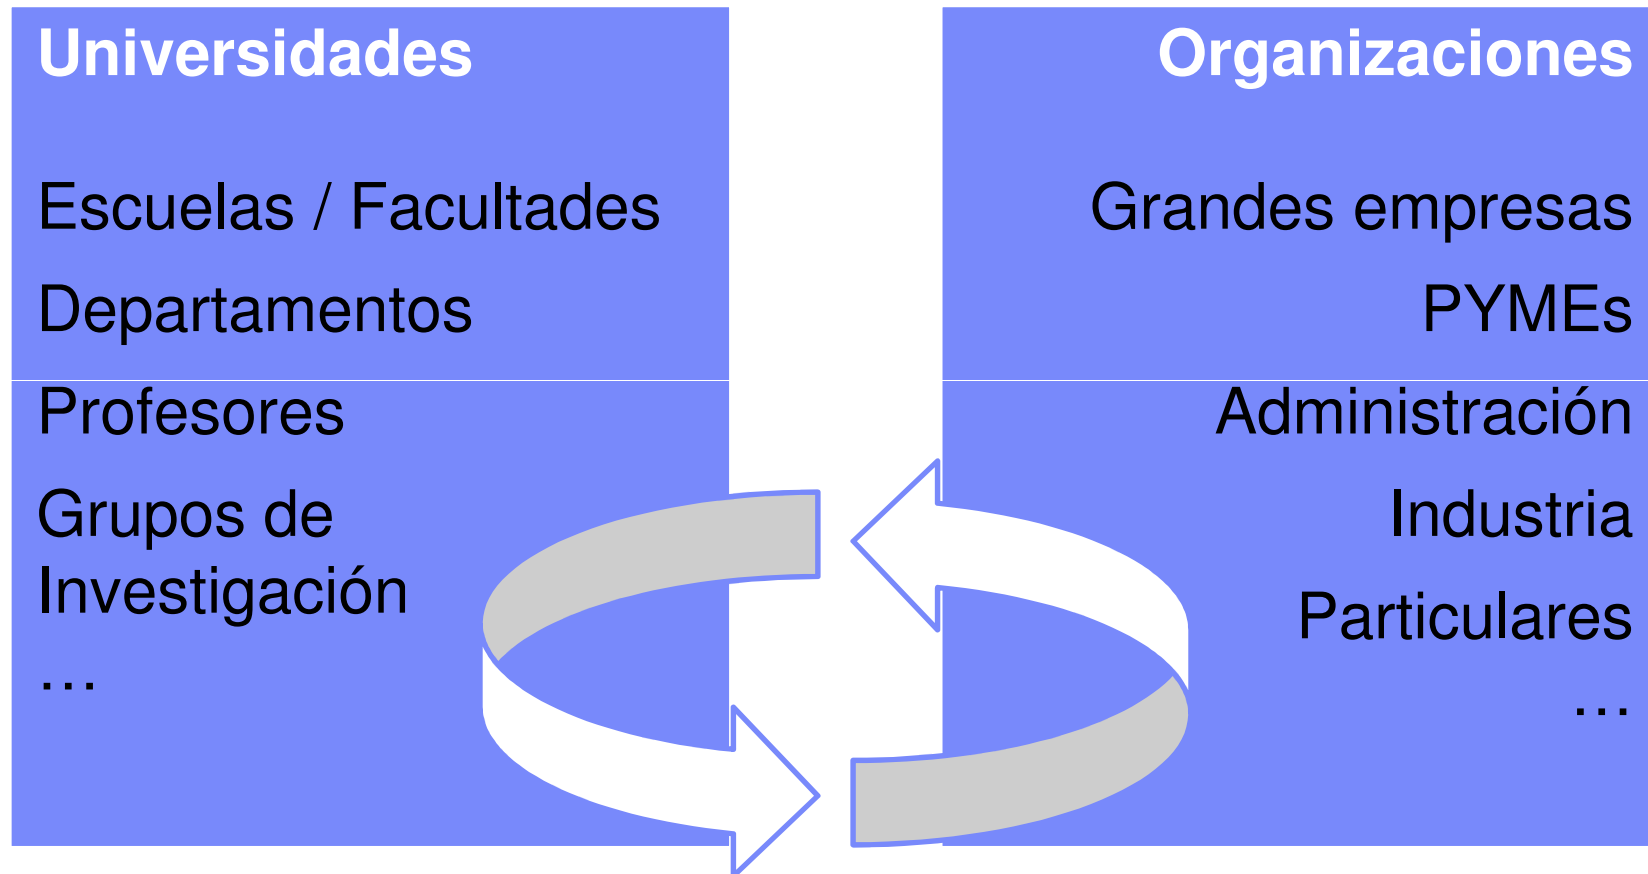 Universidades
Escuelas / Facultades
Departamentos
Profesores
Grupos de
Investigación
…
Organizaciones
Grandes empresas
PYMEs
Administración
Industria
Particulares
…